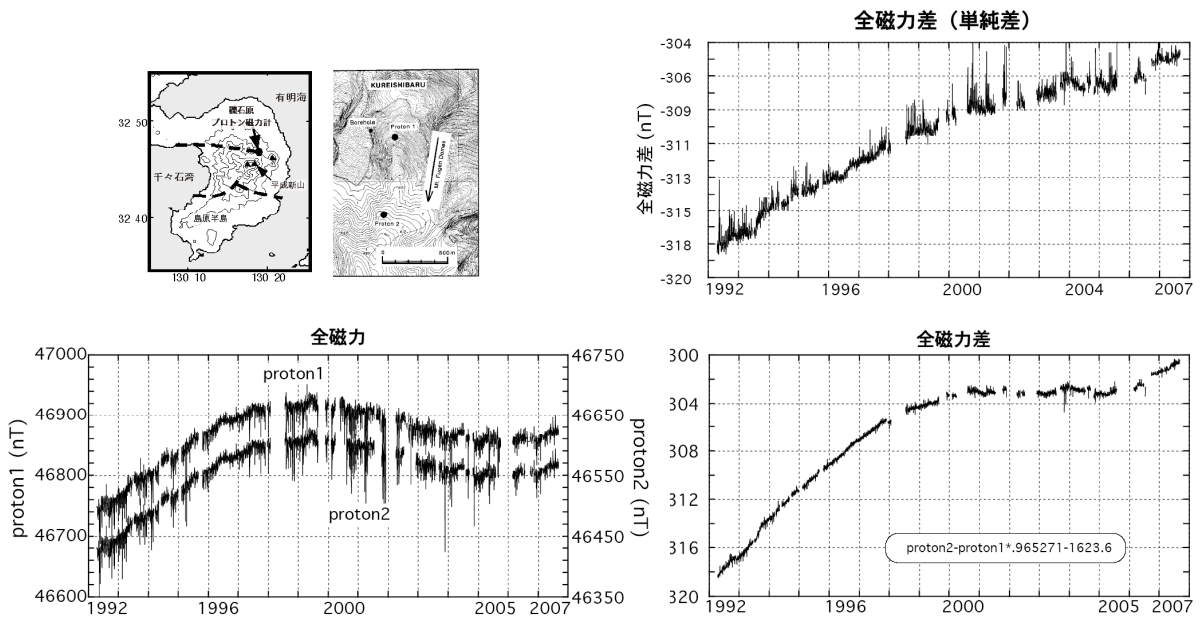 有明海
礫石原
プロトン磁力計
32 50
千々石湾
平成新山
32 40
島原半島
130 10
130 20
KUREISHIBARU
Borehole
Proton 1
Mt. Fugen Domes
Proton 2
0
500m
全磁力差（単純差）
全磁力差 (nT)
-304
-306
-309
-311
-313
-315
-318
-320
1992
1996
2000
2004
2007
全磁力
proton1 (nT)
47000
46900
46800
46700
46600
proton1
proton2
46750
46650
46550
46450
46350
proton2 (nT)
1992
1996
2000
2005
2007
全磁力差
300
304
308
312
316
320
proton2-proton1*.965271-1623.6
1992
1996
2000
2005
2007